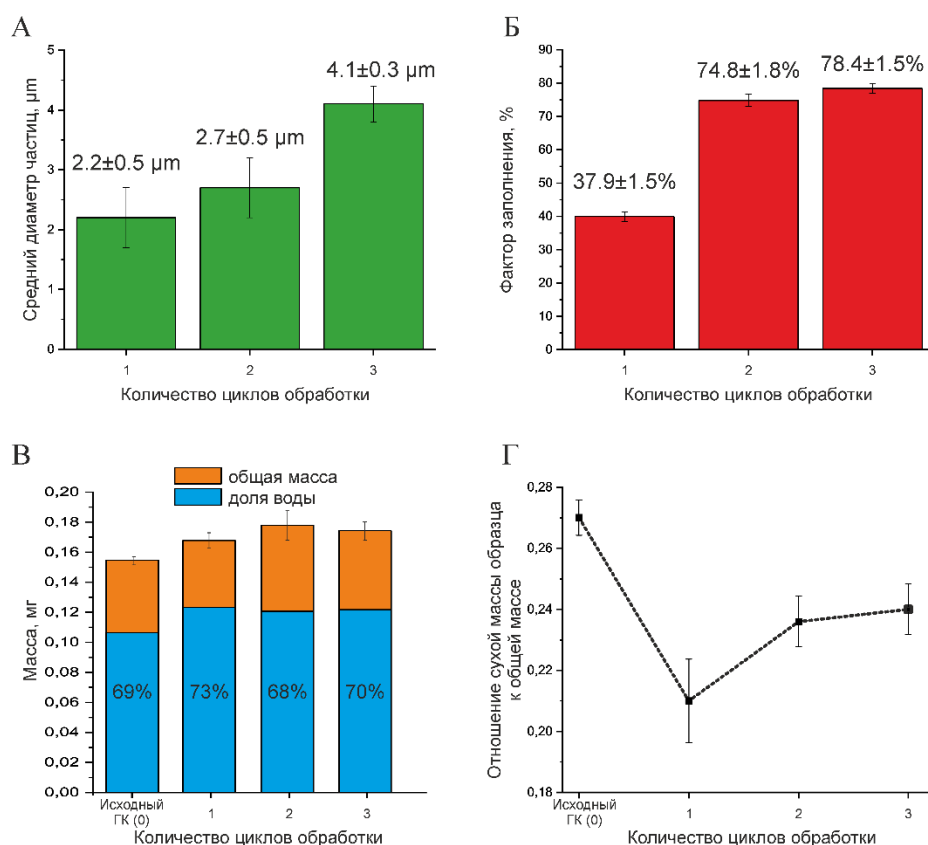 А
Средний диаметр частиц, μm
5
4
3
2
1
0
2.2±0.5 μm
2.7±0.5 μm
4.1±0.3 μm
1
2
3
Количество циклов обработки
Б
Фактор заполнения, %
90
80
70
60
50
40
30
20
10
0
37.9±1.5%
74.8±1.8%
78.4±1.5%
1
2
3
Количество циклов обработки
В
общая масса
доля воды
Масса, мг
0,20
0,18
0,16
0,14
0,12
0,10
0,08
0,06
0,04
0,02
0,00
69%
73%
68%
70%
Исходный
ГК (0)
1
2
3
Количество циклов обработки
Г
Отношение сухой массы образца
к общей массе
0,28
0,26
0,24
0,22
0,20
0,18
Исходный
ГК (0)
1
2
3
Количество циклов обработки